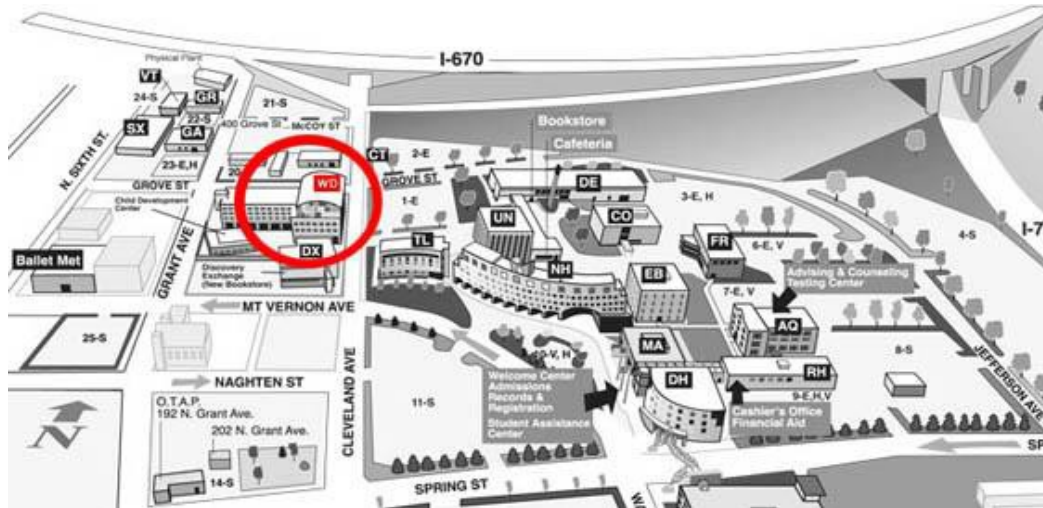 I-670
Physical Plant
VT
GR
24-S
22-S
21-S
SX
GA
400 Grove St.
McCOY ST
23-E,H
N. SIXTH ST.
GROVE ST
WD
CT
2-E
GROVE ST
1-E
Bookstore
Cafeteria
DE
3-E, H
4-S
UN
CO
FR
6-E, V
Child Development
Center
Ballet Met
GRANT AVE
DX
Discovery
Exchange
(New Bookstore)
TL
NH
EB
7-E, V
Advising & Counseling
Testing Center
AQ
MT VERNON AVE
25-S
10-V, H
MA
8-S
JEFFERSON AVE
NAGHTEN ST
CLEVELAND AVE
11-S
Welcome Center
Admissions
Records &
Registration
Student Assistance
Center
DH
RH
9-E,H,V
Cashier's Office
Financial Aid
N
O.T.A.P.
192 N. Grant Ave.
202 N. Grant Ave.
14-S
SPRING ST